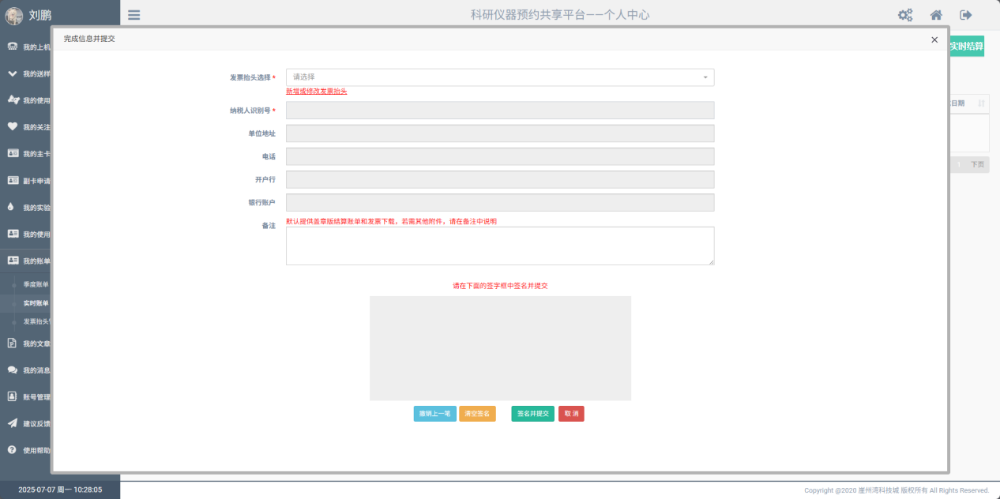 刘鹏
科研仪器预约共享平台——个人中心
完成信息并提交
×
实时结算
我的上机
我的送样
我的使用
我的关注
我的主卡
副卡申请
我的实验
我的使用
我的账单
季度账单
实时账单
发票抬头
我的文章
我的消息
账号管理
建议反馈
使用帮助
2025-07-07 周一 10:28:05
发票抬头选择 *
请选择
新增或修改发票抬头
纳税人识别号 *
单位地址
电话
开户行
银行账户
备注
默认提供盖章版结算账单和发票下载，若需其他附件，请在备注中说明
请在下面的签字框中签名并提交
撤销上一笔
清空签名
签名并提交
取 消
日期
1
下页
Copyright @2020 崖州湾科技城 版权所有 All Rights Reserved.